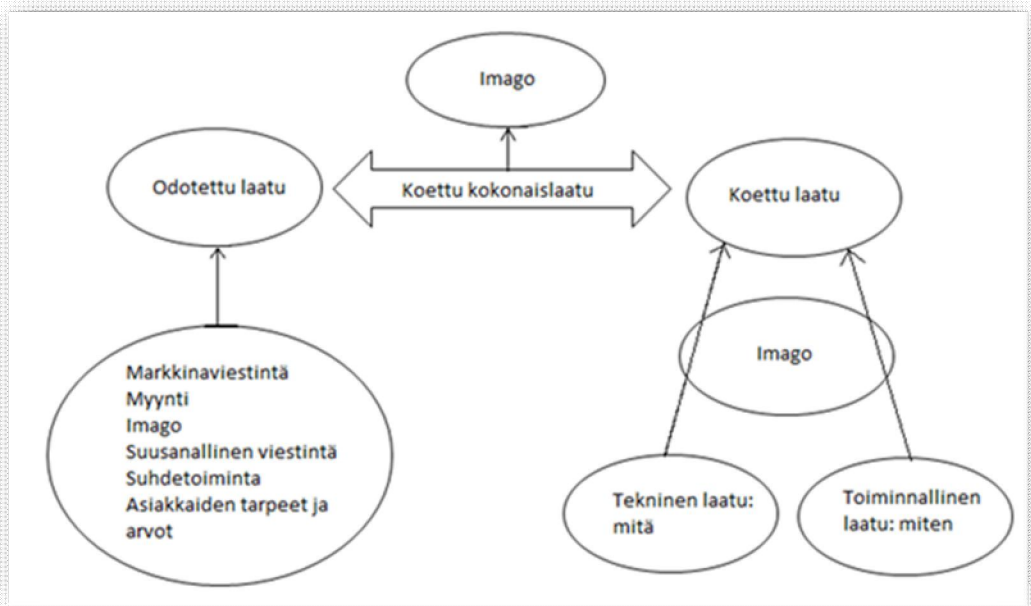 Imago
Odotettu laatu
Koettu kokonaislaatu
Koettu laatu
Markkinaviestintä
Myynti
Imago
Suusanallinen viestintä
Suhdetoiminta
Asiakkaiden tarpeet ja
arvot
Imago
Tekninen laatu:
mitä
Toiminnallinen
laatu: miten